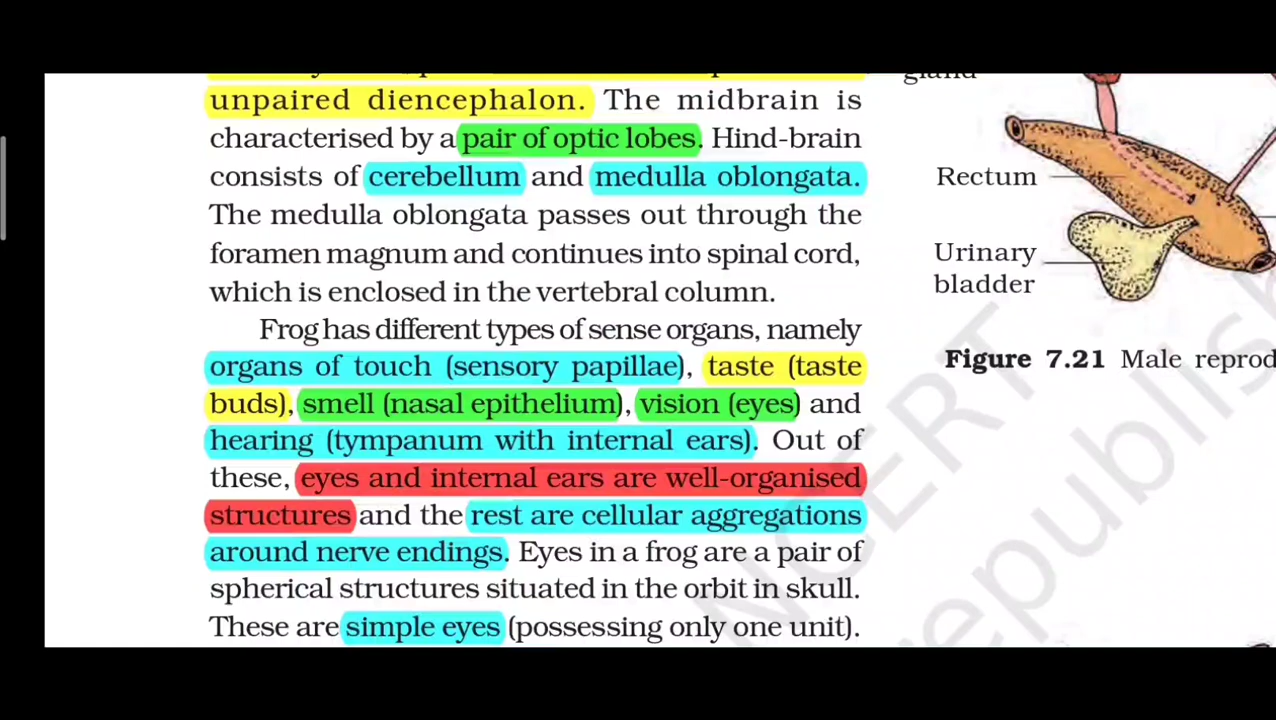 unpaired diencephalon. The midbrain is
characterised by a pair of optic lobes. Hind-brain
consists of cerebellum and medulla oblongata.
The medulla oblongata passes out through the
foramen magnum and continues into spinal cord,
which is enclosed in the vertebral column.
Frog has different types of sense organs, namely
organs of touch (sensory papillae), taste (taste
buds), smell (nasal epithelium), vision (eyes) and
hearing (tympanum with internal ears). Out of
these, eyes and internal ears are well-organised
structures and the rest are cellular aggregations
around nerve endings. Eyes in a frog are a pair of
spherical structures situated in the orbit in skull.
These are simple eyes (possessing only one unit).
gland
Rectum
Urinary
bladder
Figure 7.21 Male reprod
NCERT
republish